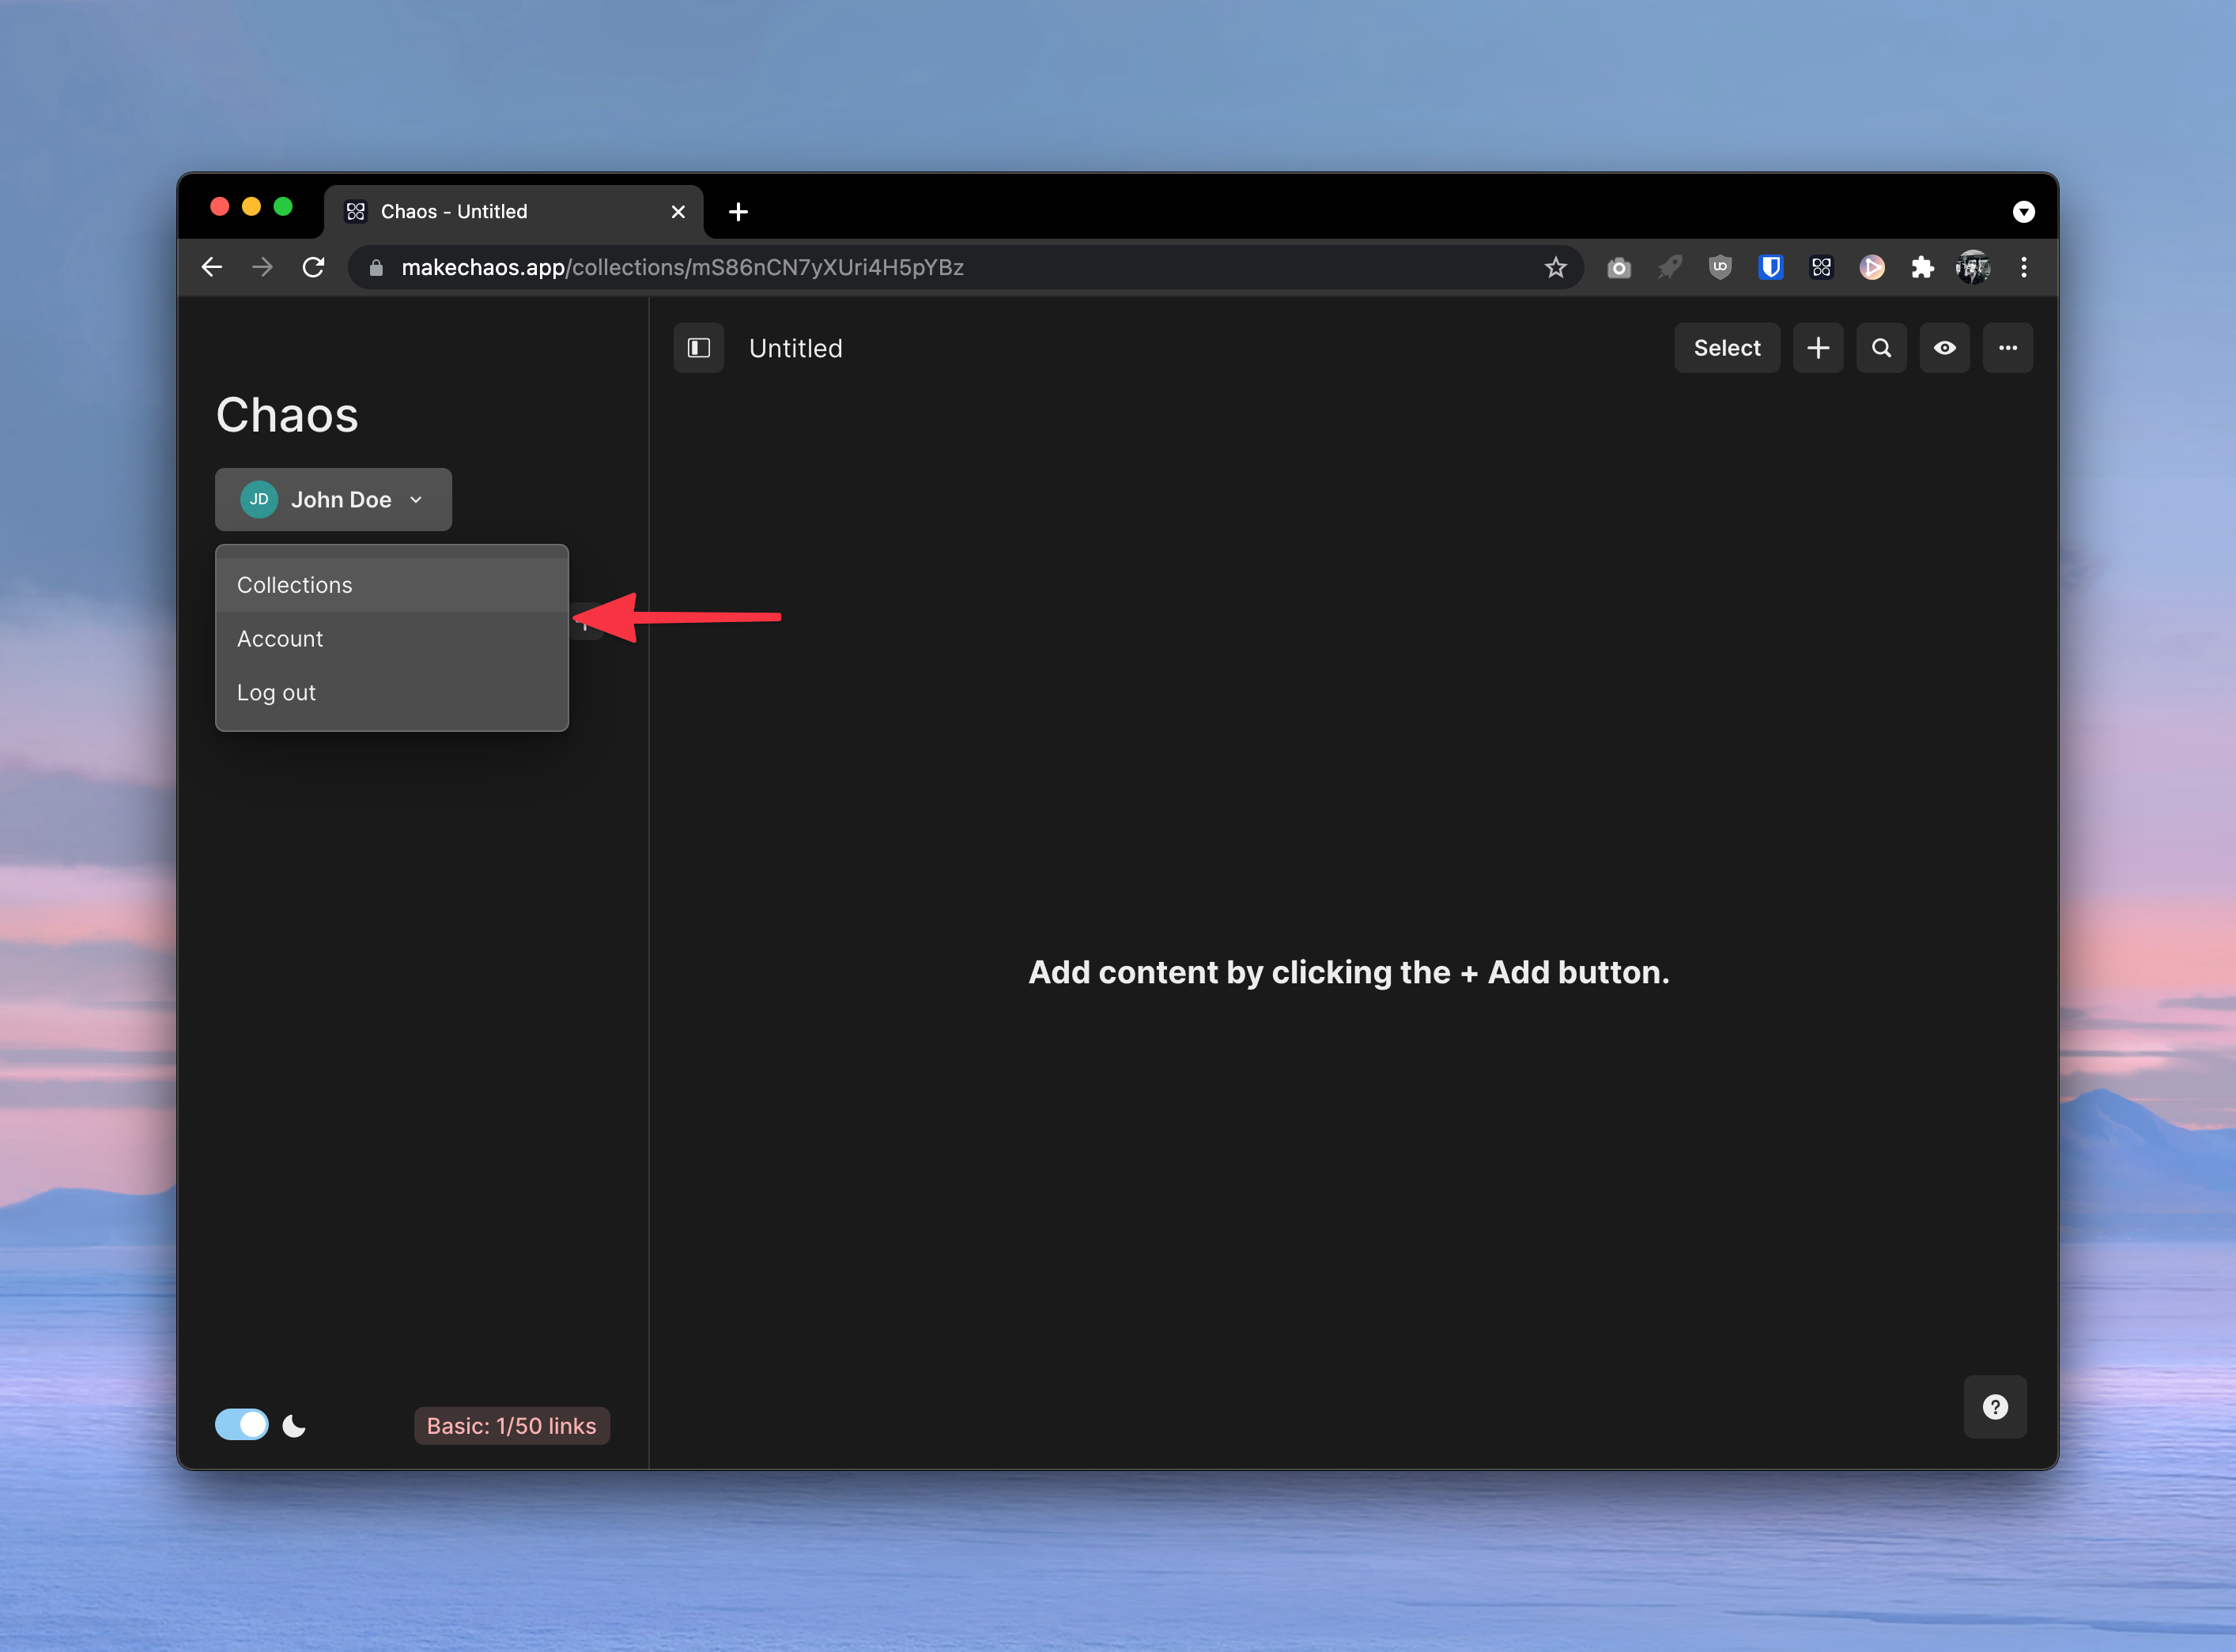 Chaos - Untitled
makechaos.app/collections/mS86nCN7yXUri4H5pYBz
Untitled
Select
Chaos
JD John Doe
Collections
Account
Log out
Add content by clicking the + Add button.
Basic: 1/50 links
?